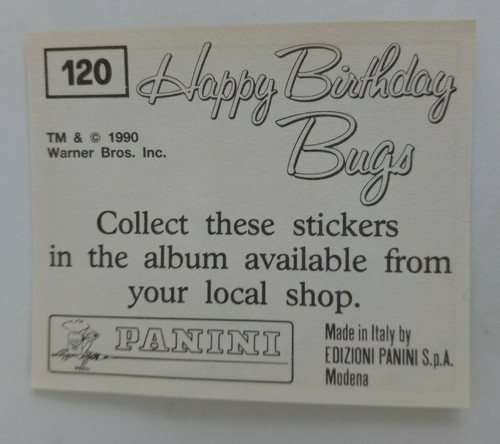 120
Happy Birthday
Bugs
TM & © 1990
Warner Bros. Inc.
Collect these stickers
in the album available from
your local shop.
PANINI
Made in Italy by
EDIZIONI PANINI S.p.A.
Modena